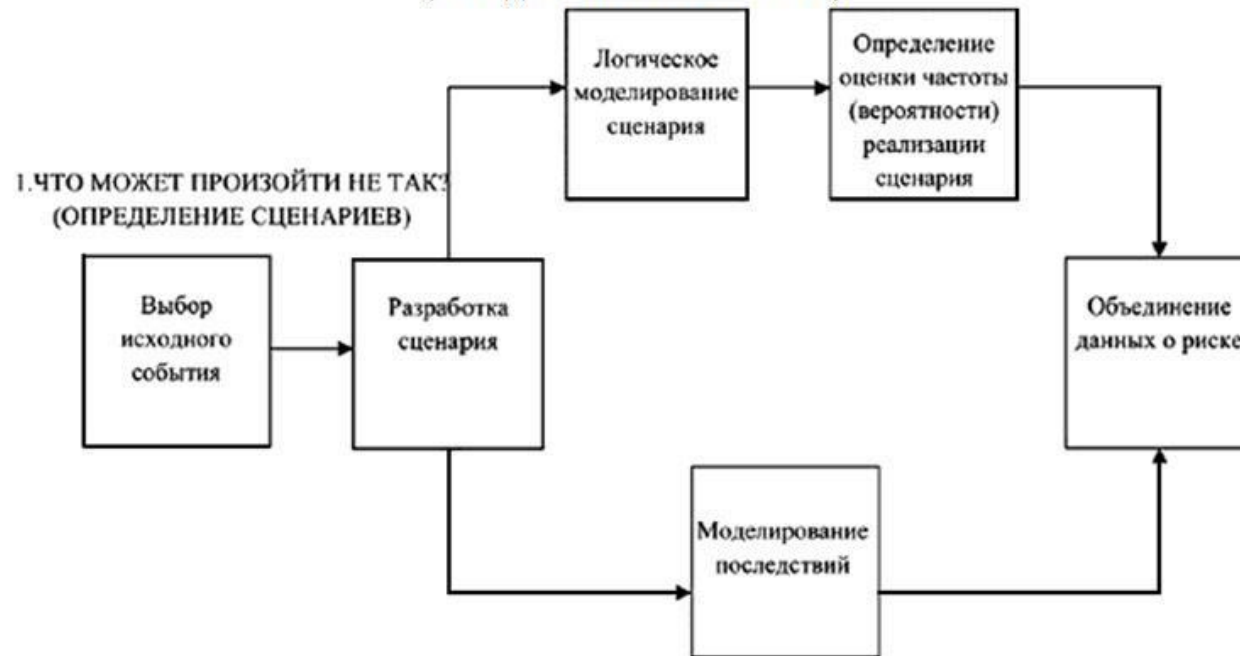 Логическое
моделирование
сценария
Определение
оценки частоты
(вероятности)
реализации
сценария
1.ЧТО МОЖЕТ ПРОИЗОЙТИ НЕ ТАК?
(ОПРЕДЕЛЕНИЕ СЦЕНАРИЕВ)
Выбор
исходного
события
Разработка
сценария
Объединение
данных о риске
Моделирование
последствий